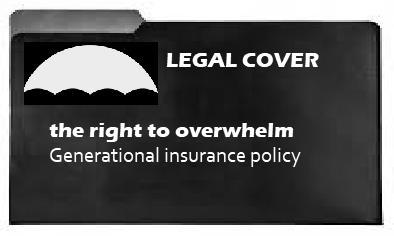 LEGAL COVER
the right to overwhelm
Generational insurance policy